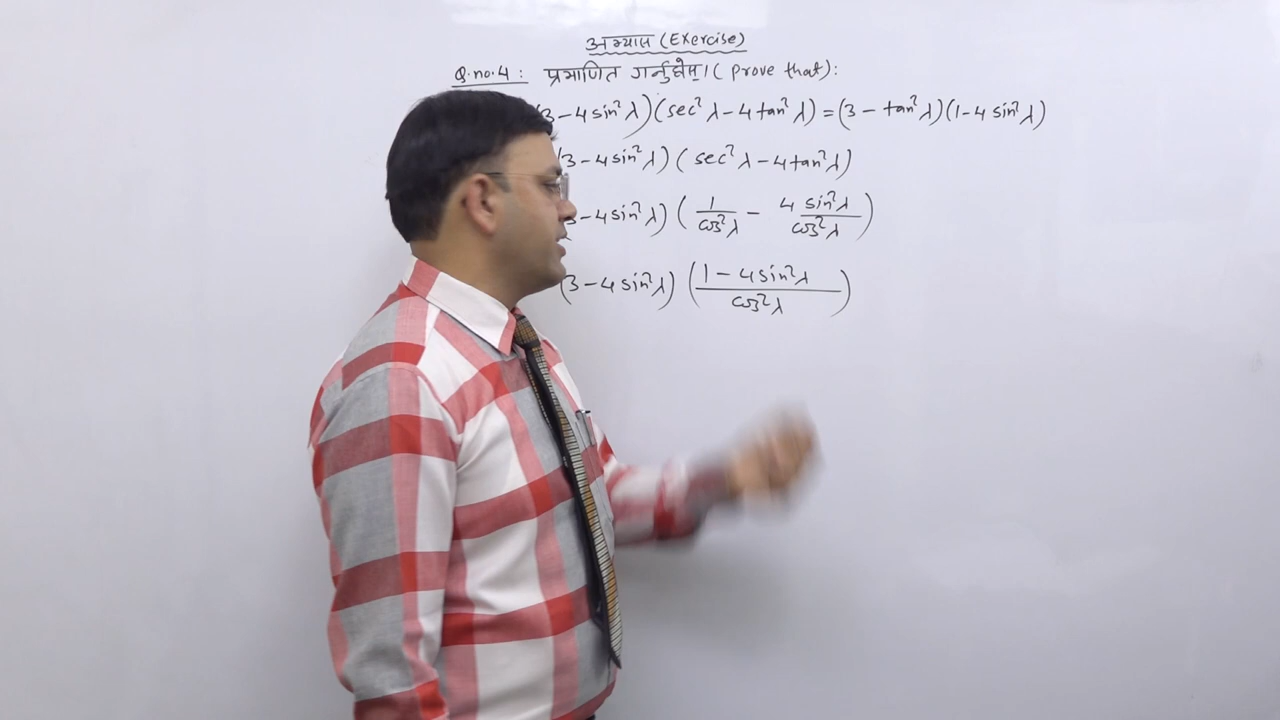 अभ्यास (Exercise)
Q.no.4 : प्रमाणित गर्नुहोस् । ( Prove that) :
3 - 4 sin²λ)(sec²λ - 4 tan²λ) = (3 - tan²λ)(1 - 4 sin²λ)
(3 - 4 sin²λ) ( sec²λ - 4 tan²λ)
3 - 4 sin²λ) ( 1/cos²λ - 4 sin²λ/cos²λ )
(3 - 4 sin²λ) ( 1 - 4 sin²λ/cos²λ )